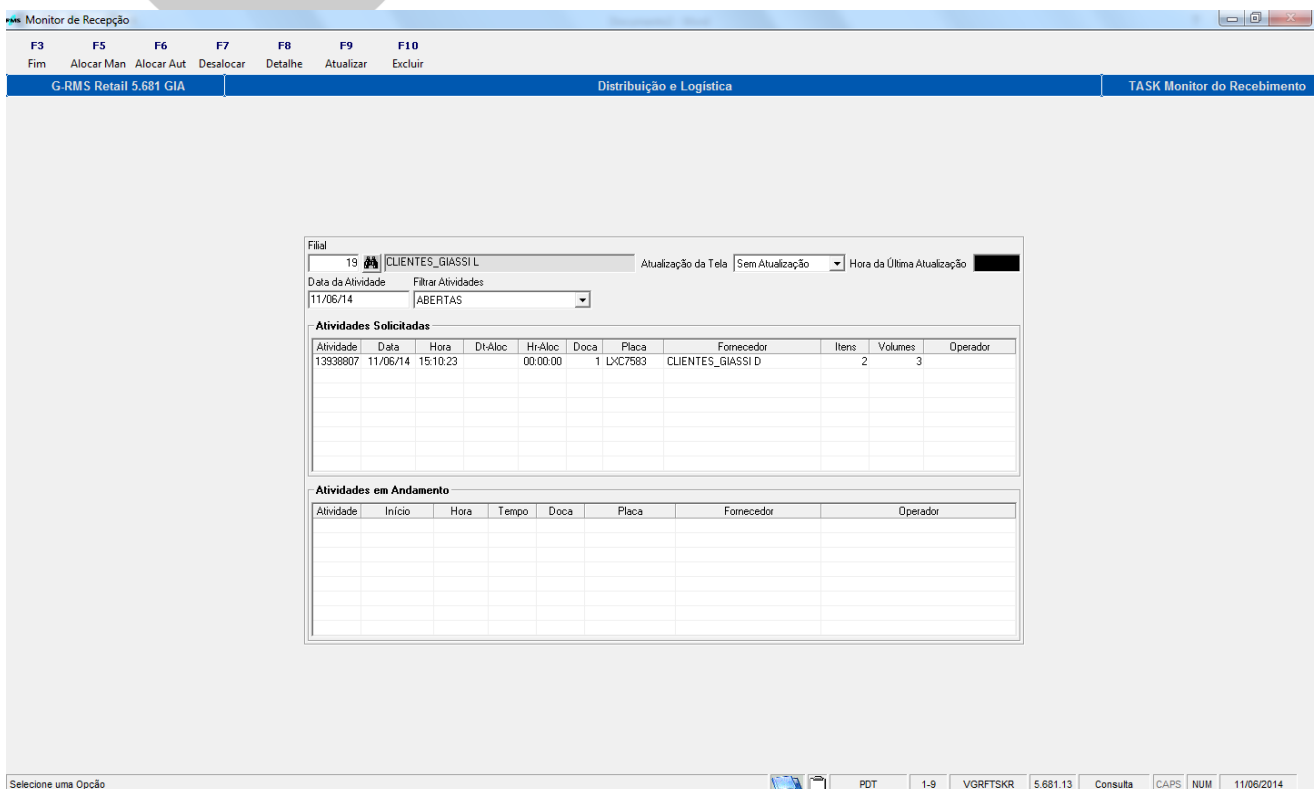 RMS Monitor de Recepção
F3 F5 F6 F7 F8 F9 F10
Fim Alocar Man Alocar Aut Desalocar Detalhe Atualizar Excluir
G-RMS Retail 5.681 GIA Distribuição e Logística TASK Monitor do Recebimento
Filial
19 CLIENTES_GIASSI L Atualização da Tela Sem Atualização Hora da Última Atualização
Data da Atividade Filtrar Atividades
11/06/14 ABERTAS
Atividades Solicitadas
Atividade Data Hora Dt-Aloc Hr-Aloc Doca Placa Fornecedor Itens Volumes Operador
13938807 11/06/14 15:10:23 00:00:00 1 LXC7583 CLIENTES_GIASSI D 2 3
Atividades em Andamento
Atividade Início Hora Tempo Doca Placa Fornecedor Operador
Selecione uma Opção PDT 1-9 VGRFTSKR 5.681.13 Consulta CAPS NUM 11/06/2014